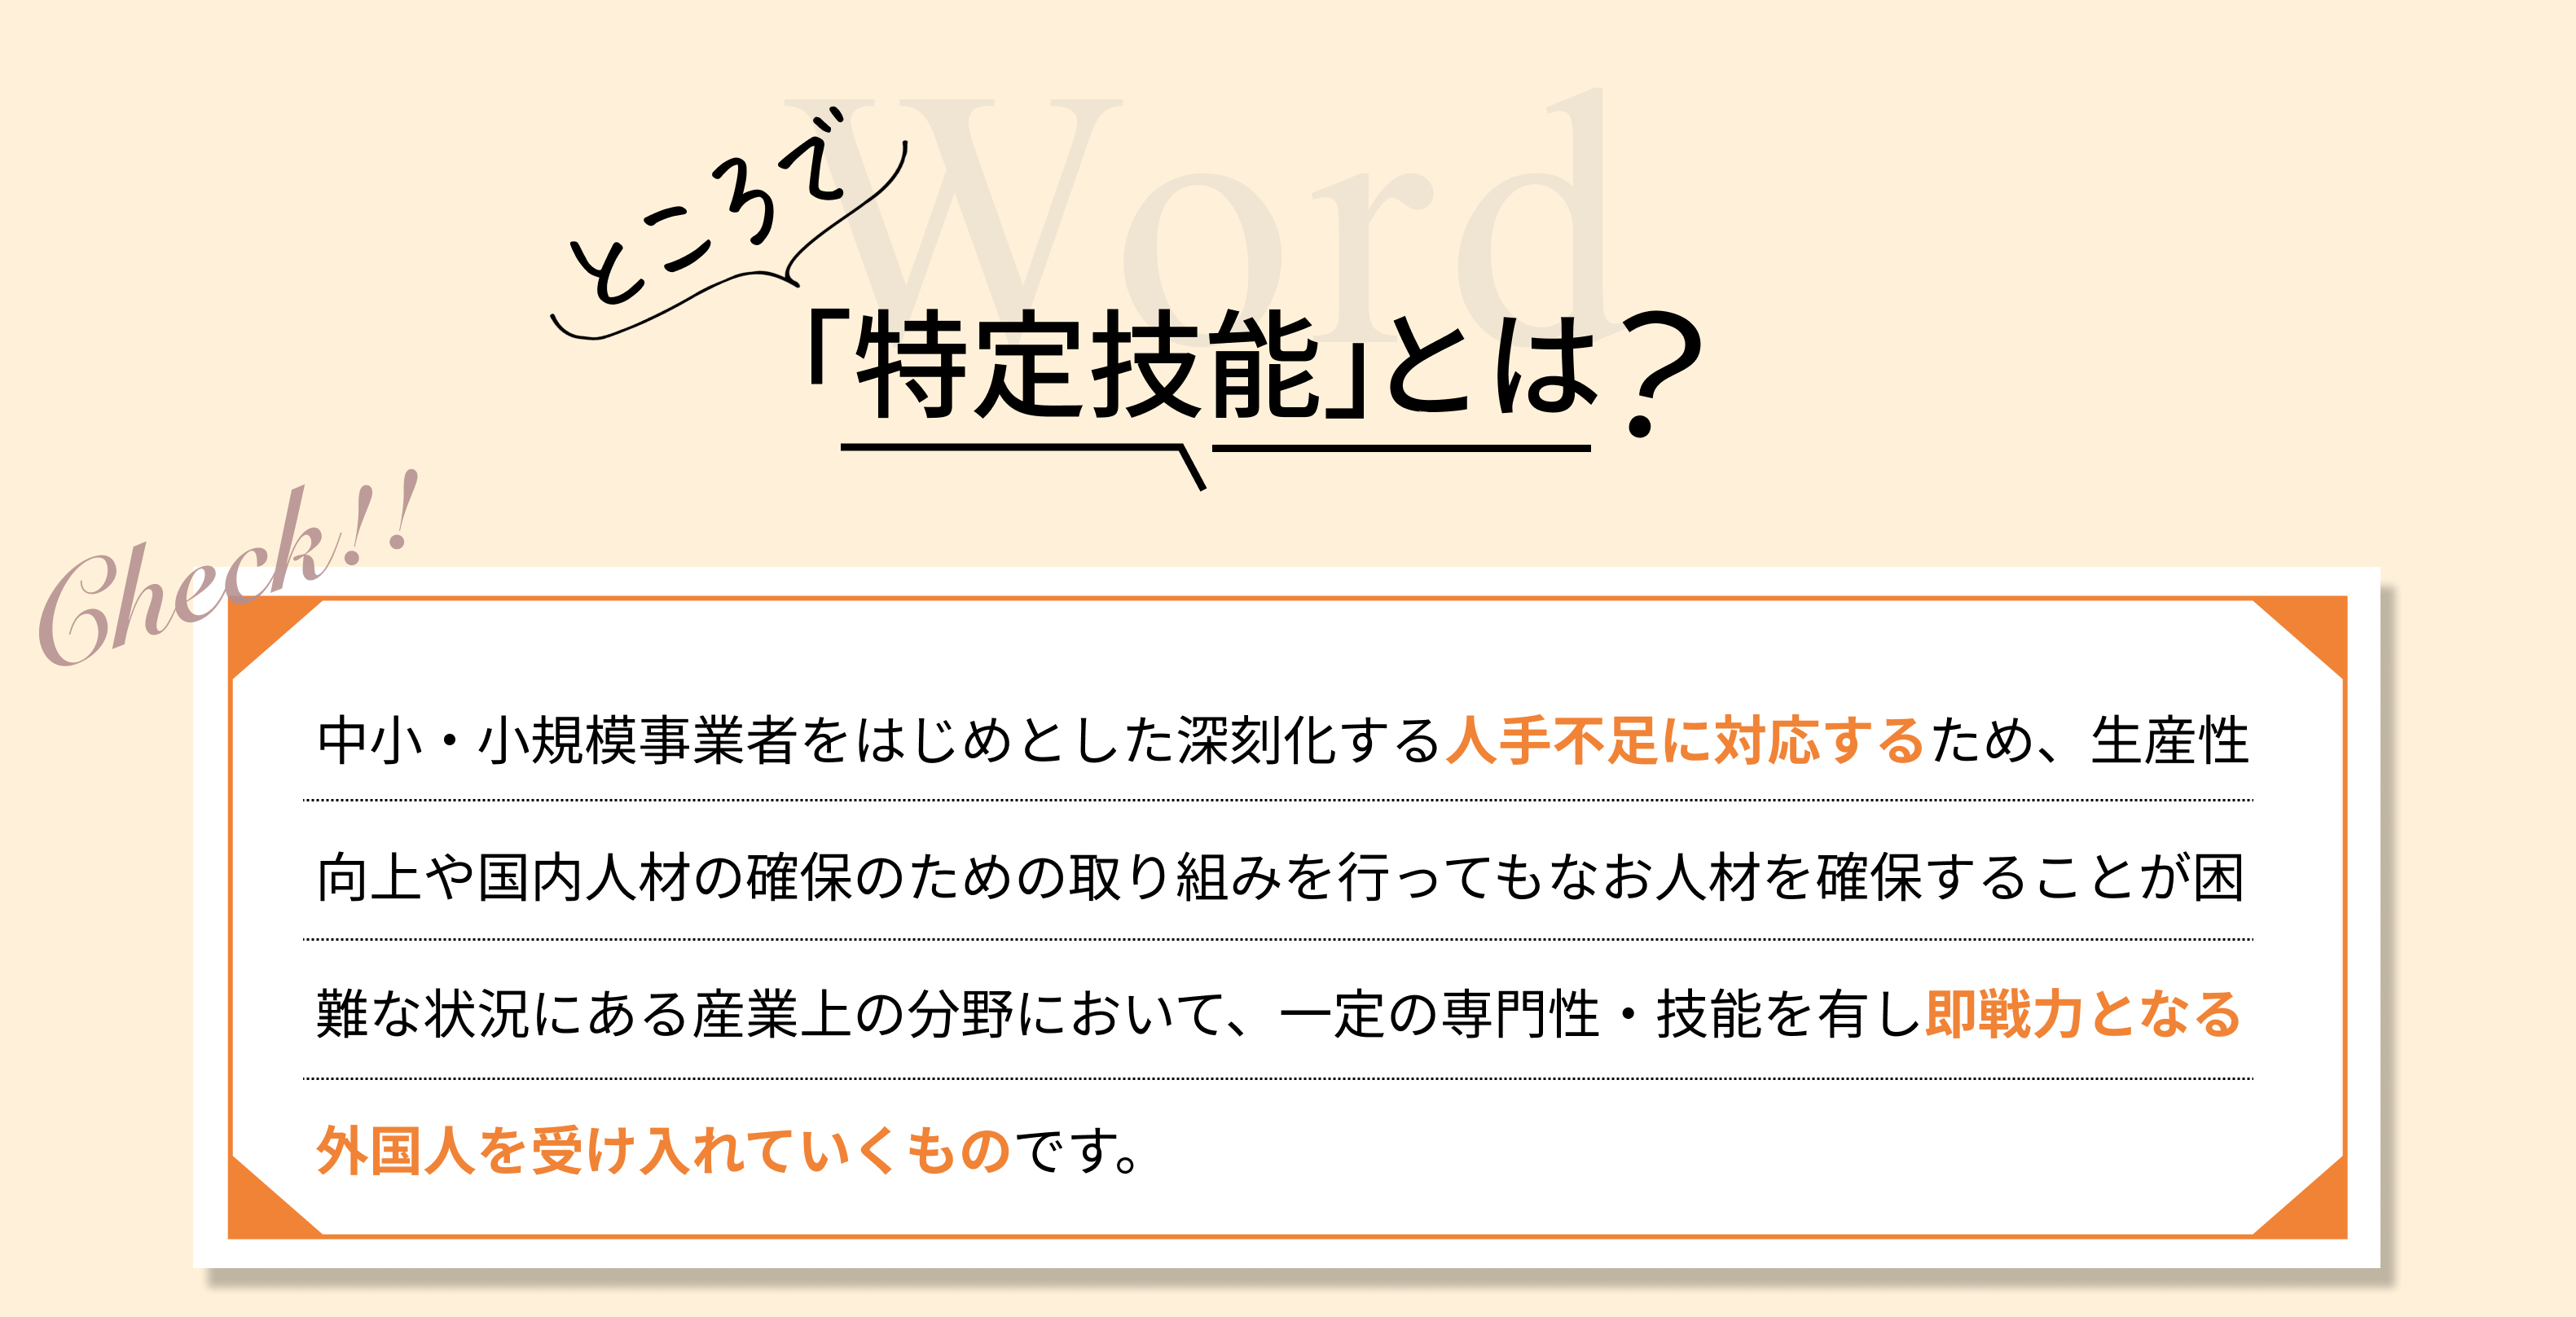 Word
ところで
「特定技能」とは？
Check!!
中小・小規模事業者をはじめとした深刻化する人手不足に対応するため、生産性
向上や国内人材の確保のための取り組みを行ってもなお人材を確保することが困
難な状況にある産業上の分野において、一定の専門性・技能を有し即戦力となる
外国人を受け入れていくものです。